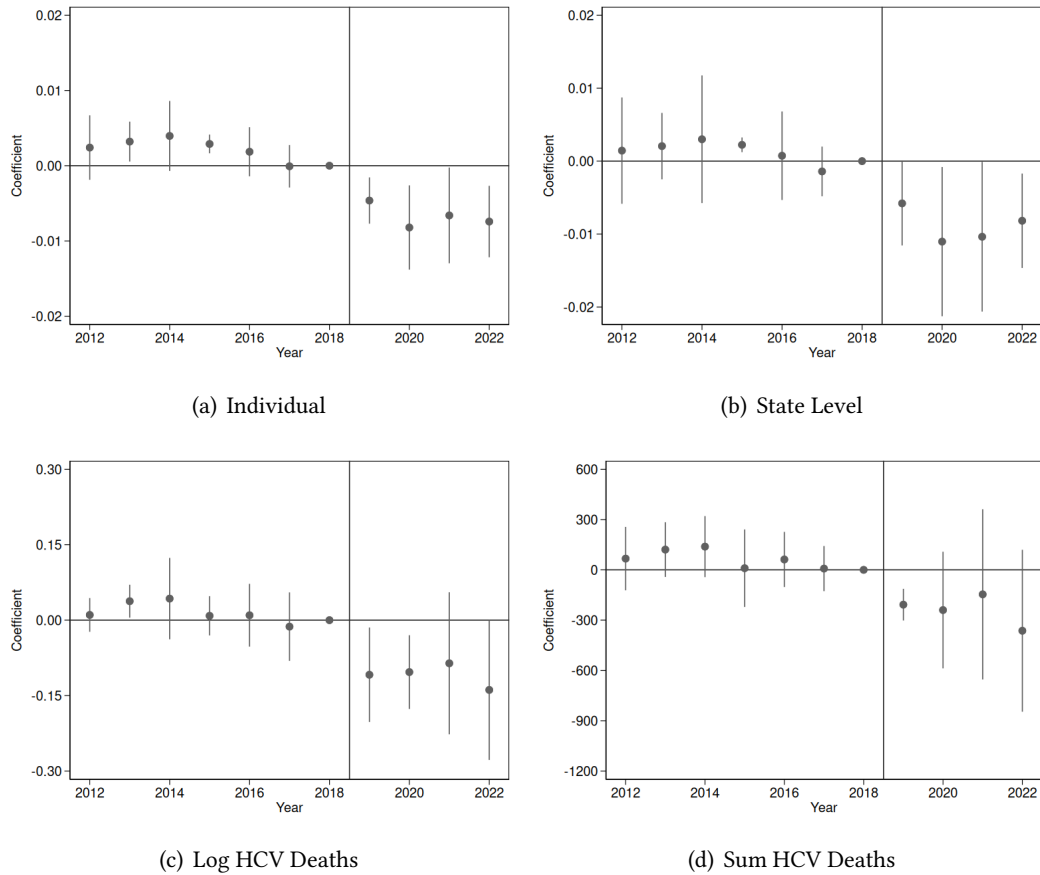 0.02
0.01
0.00
-0.01
-0.02
Coefficient
2012 2014 2016 2018 2020 2022
Year
(a) Individual
0.02
0.01
0.00
-0.01
-0.02
Coefficient
2012 2014 2016 2018 2020 2022
Year
(b) State Level
0.30
0.15
0.00
-0.15
-0.30
Coefficient
2012 2014 2016 2018 2020 2022
Year
(c) Log HCV Deaths
600
300
0
-300
-600
-900
-1200
Coefficient
2012 2014 2016 2018 2020 2022
Year
(d) Sum HCV Deaths